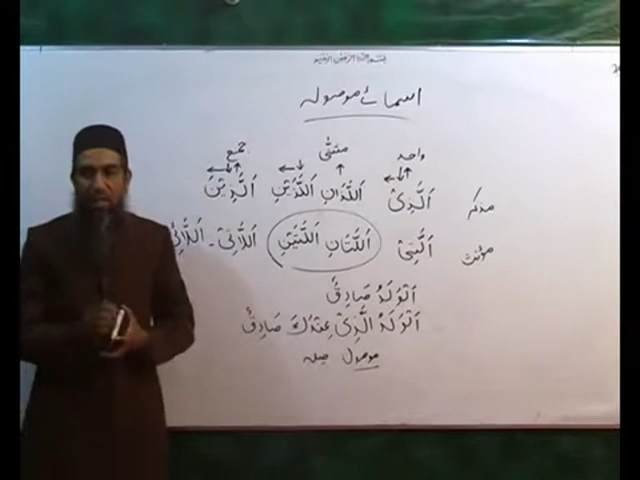 بسم اللہ الرحمن الرحیم
اسمائے موصولہ
واحد مثنیٰ جمع
مذکر اَلَّذِیْ اَللَّذَانِ اَللَّذَیْنِ اَلَّذِیْنَ
مؤنث اَلَّتِیْ اَللَّتَانِ اَللَّتَیْنِ اَللَّاتِیْ۔ اَللَّائِیْ
اَلْوَلَدُ صَادِقٌ
اَلْوَلَدُ الَّذِیْ عِنْدَكَ صَادِقٌ
موصول صلہ